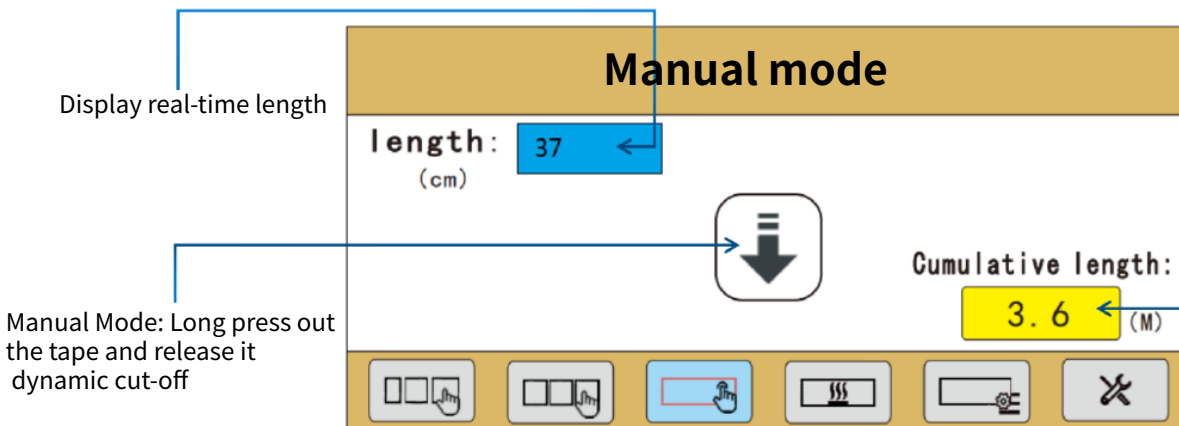 Manual mode
Display real-time length
length:
37
(cm)
Cumulative length:
3.6
(M)
Manual Mode: Long press out
the tape and release it
dynamic cut-off